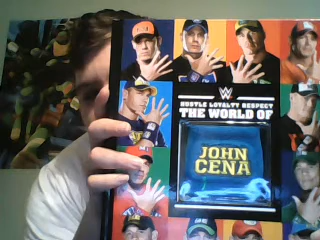 W
HUSTLE LOYALTY RESPECT
THE WORLD OF
JOHN
CENA